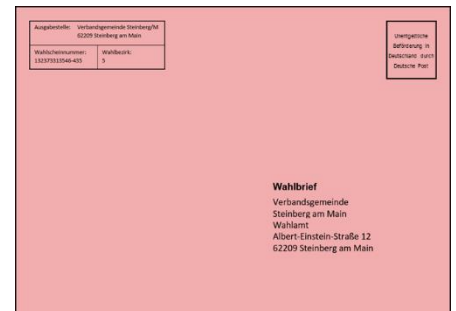 Ausgabestelle: Verbandsgemeinde Steinberg/M
62209 Steinberg am Main
Wahlscheinnummer: Wahlbezirk:
132373313546-435 5
Unentgeltliche
Beförderung in
Deutschland durch
Deutsche Post
Wahlbrief
Verbandsgemeinde
Steinberg am Main
Wahlamt
Albert-Einstein-Straße 12
62209 Steinberg am Main